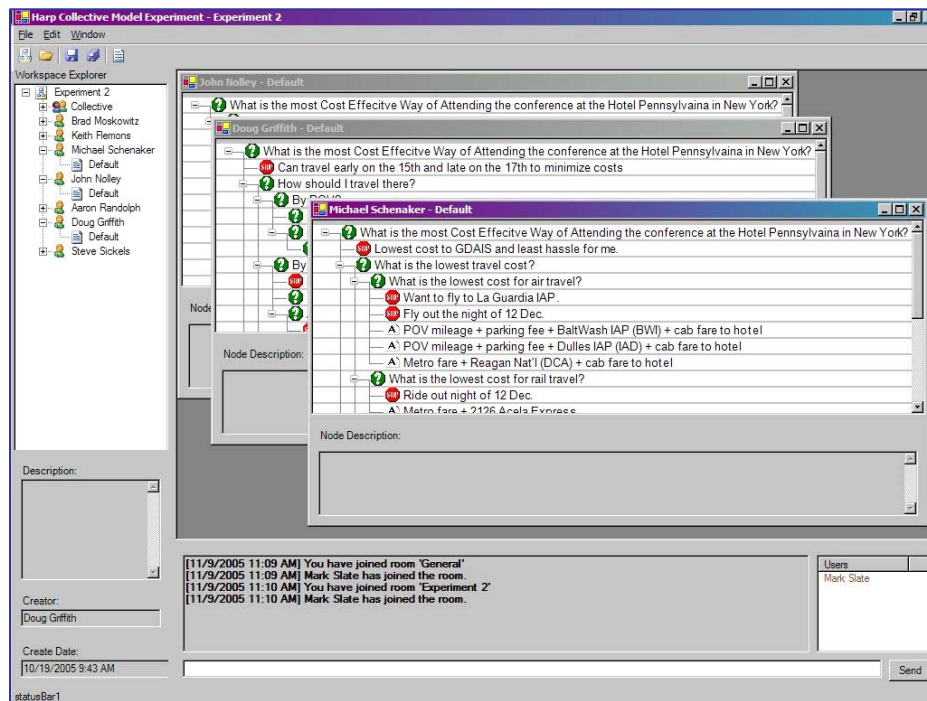 Harp Collective Model Experiment - Experiment 2
File Edit Window
Workspace Explorer
Experiment 2
Collective
Brad Moskowitz
Keith Flemons
Michael Schenaker
Default
John Nolley
Default
Aaron Randolph
Doug Griffith
Default
Steve Sickels
Description:
Creator:
Doug Griffith
Create Date:
10/19/2005 9:43 AM
statusBar1
John Nolley - Default
What is the most Cost Effecitve Way of Attending the conference at the Hotel Pennsylvaina in New York?
Node
Doug Griffith - Default
What is the most Cost Effecitve Way of Attending the conference at the Hotel Pennsylvaina in New York?
STOP Can travel early on the 15th and late on the 17th to minimize costs
How should I travel there?
By POV?
By
Node Description:
Michael Schenaker - Default
What is the most Cost Effecitve Way of Attending the conference at the Hotel Pennsylvaina in New York?
STOP Lowest cost to GDAIS and least hassle for me.
What is the lowest travel cost?
What is the lowest cost for air travel?
STOP Want to fly to La Guardia IAP.
STOP Fly out the night of 12 Dec.
A POV mileage + parking fee + BaltWash IAP (BWI) + cab fare to hotel
A POV mileage + parking fee + Dulles IAP (IAD) + cab fare to hotel
A Metro fare + Reagan Nat'l (DCA) + cab fare to hotel
What is the lowest cost for rail travel?
STOP Ride out night of 12 Dec.
A Metro fare + 2126 Acela Express
Node Description:
[11/9/2005 11:09 AM] You have joined room 'General'
[11/9/2005 11:09 AM] Mark Slate has joined the room.
[11/9/2005 11:10 AM] You have joined room 'Experiment 2'
[11/9/2005 11:10 AM] Mark Slate has joined the room.
Users
Mark Slate
Send